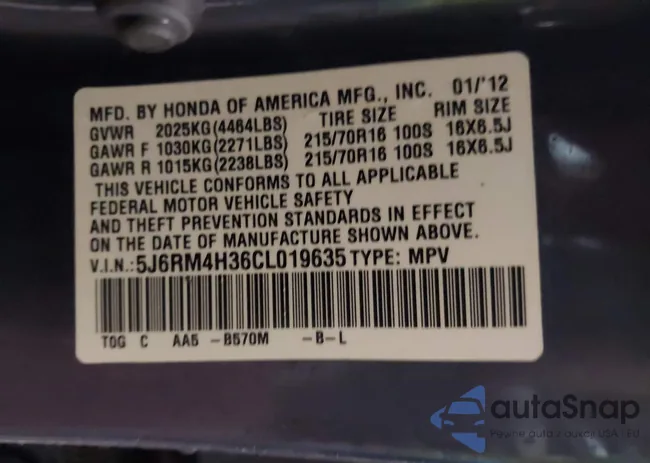 MFD. BY HONDA OF AMERICA MFG., INC. 01/'12
GVWR 2025KG(4464LBS) TIRE SIZE RIM SIZE
GAWR F 1030KG(2271LBS) 215/70R16 100S 16X6.5J
GAWR R 1015KG(2238LBS) 215/70R16 100S 16X6.5J
THIS VEHICLE CONFORMS TO ALL APPLICABLE
FEDERAL MOTOR VEHICLE SAFETY
AND THEFT PREVENTION STANDARDS IN EFFECT
ON THE DATE OF MANUFACTURE SHOWN ABOVE.
V.I.N.: 5J6RM4H36CL019635 TYPE: MPV
TOG C AA5 -B570M -B-L
autaSnap